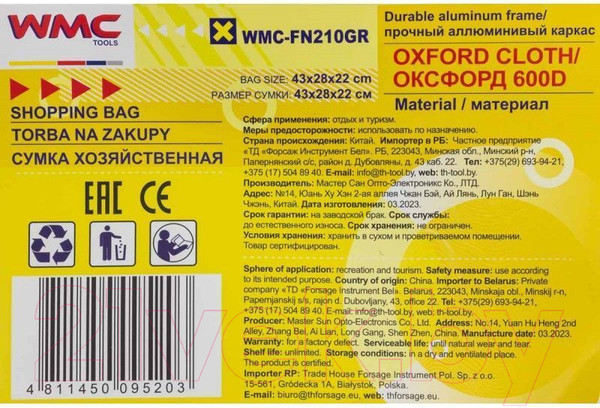 WMC
TOOLS
WMC-FN210GR
BAG SIZE: 43x28x22 cm
РАЗМЕР СУМКИ: 43x28x22 см
Durable aluminum frame/
прочный аллюминивый каркас
OXFORD CLOTH/
ОКСФОРД 600D
Material / материал
SHOPPING BAG
TORBA NA ZAKUPY
СУМКА ХОЗЯЙСТВЕННАЯ
EAC CE
Сфера применения: отдых и туризм.
Меры предосторожности: использовать по назначению.
Страна происхождения: Китай. Импортер в РБ: Частное предприятие
«ТД «Форсаж Инструмент Бел». РБ, 223043, Минская обл., Минский р-н,
Папернянский с/с, район д. Дубовляны, д. 43 каб. 22. Тел: +375(29) 693-94-21,
+375 (17) 504 89 40. E-mail: info@th-tool.by. web: th-tool.by.
Производитель: Мастер Сан Опто-Электроникс Ко., ЛТД.
Адрес: №14, Юань Ху Хэн 2-ая аллея Чжан Бэй, Ай Лянь, Лун Ган, Шэнь
Чжэнь, Китай. Дата изготовления: 03.2023.
Гарантии: на заводской брак. Срок службы:
до естественного износа. Срок хранения: не ограничен.
Условия хранения: хранить в сухом и проветриваемом помещении.
Товар сертифицирован.
Sphere of application: recreation and tourism. Safety measure: use according
to its intended purpose. Country of origin: China. Importer to Belarus: Private
company «TD «Forsage Instrument Bel». Belarus, 223043, Minskaja obl., Minskij r-n,
Papernjanskij s/s, rajon d. Dubovljany, 43, office 22. Tel: +375(29) 693-94-21,
+375 (17) 504 89 40. E-mail: info@th-tool.by. web: th-tool.by.
Producer: Master Sun Opto-Electronics Co., Ltd. Address: No.14, Yuan Hu Heng 2nd
Alley, Zhang Bei, Ai Lian, Long Gang, Shen Zhen, China. Manufacture date: 03.2023.
Warranty: for a factory defect. Serviceable life: until natural wear and tear.
Shelf life: unlimited. Storage conditions: in a dry and ventilated place.
The product is certified.
Importer RP: Trade House Forsage Instrument Pol Sp. z o.o.
15-561, Gródecka 1A, Białystok, Polska.
E-mail: biuro@thforsage.eu, web: http://thforsage.eu
4 811450 095203
21vek.by